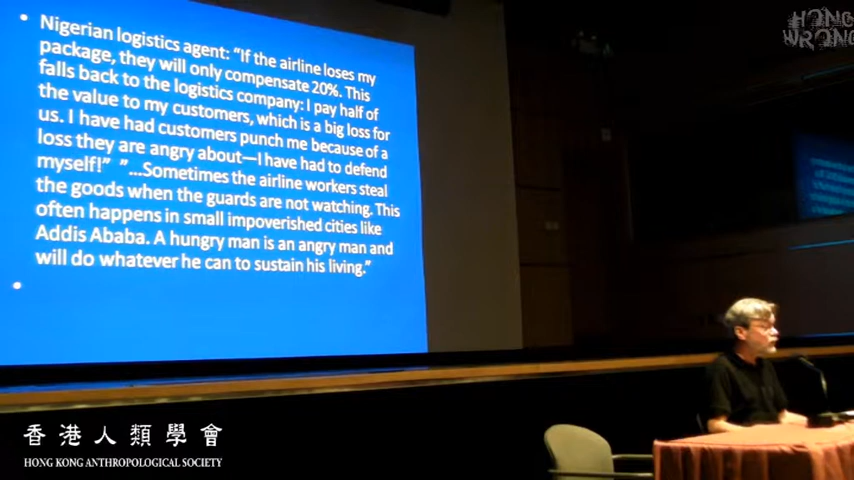 • Nigerian logistics agent: “If the airline loses my
package, they will only compensate 20%. This
falls back to the logistics company: I pay half of
the value to my customers, which is a big loss for
us. I have had customers punch me because of a
loss they are angry about—I have had to defend
myself!” ”...Sometimes the airline workers steal
the goods when the guards are not watching. This
often happens in small impoverished cities like
Addis Ababa. A hungry man is an angry man and
will do whatever he can to sustain his living.”
•
HONG
WRONG
香港人類學會
HONG KONG ANTHROPOLOGICAL SOCIETY